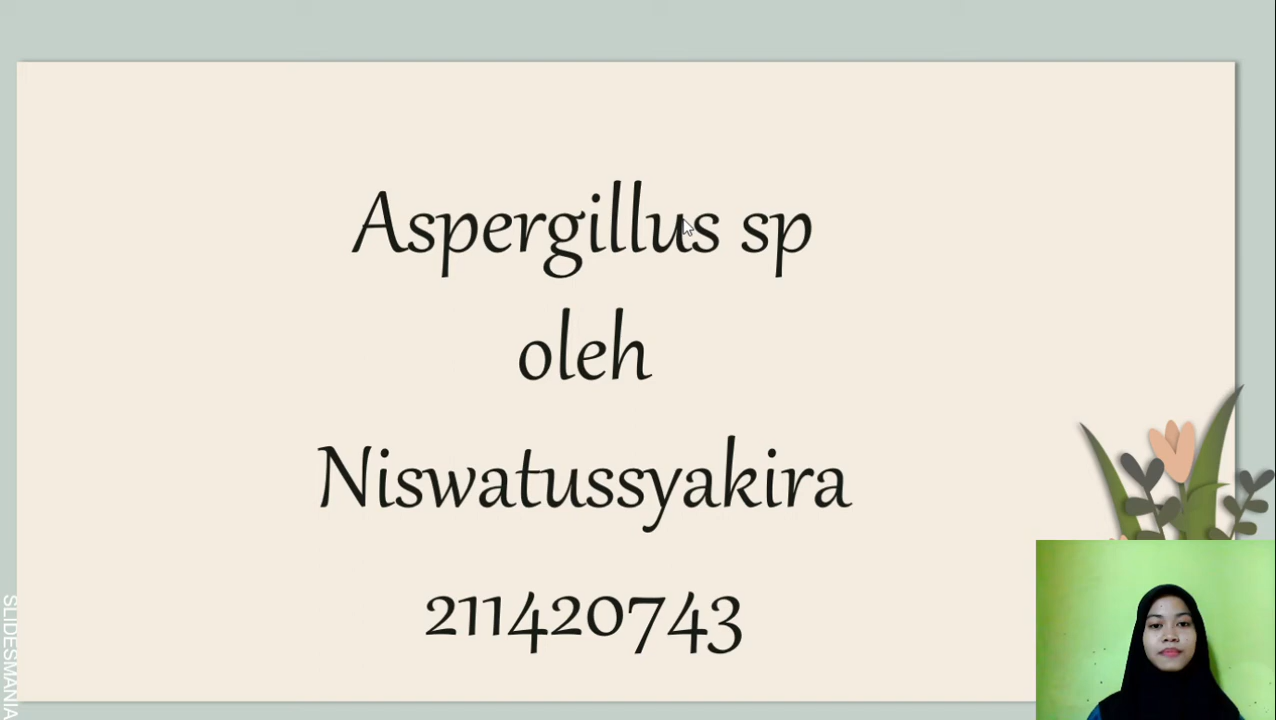 Aspergillus sp
oleh
Niswatussyakira
211420743
SLIDESMANIA